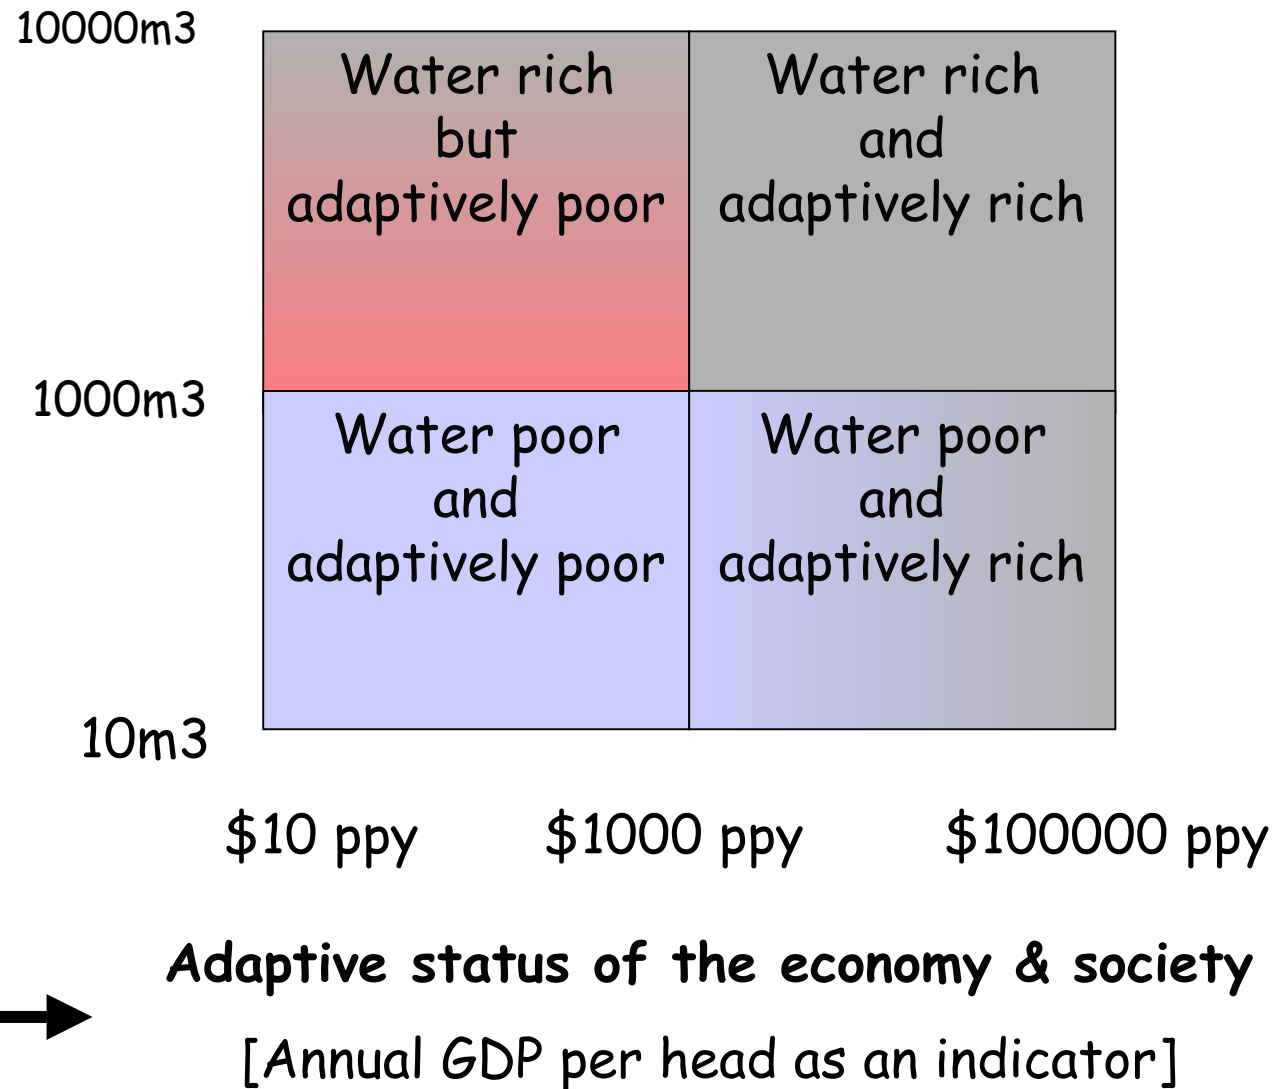 10000m3
Water rich
but
adaptively poor
Water rich
and
adaptively rich
1000m3
Water poor
and
adaptively poor
Water poor
and
adaptively rich
10m3
$10 ppy
$1000 ppy
$100000 ppy
Adaptive status of the economy & society
[Annual GDP per head as an indicator]